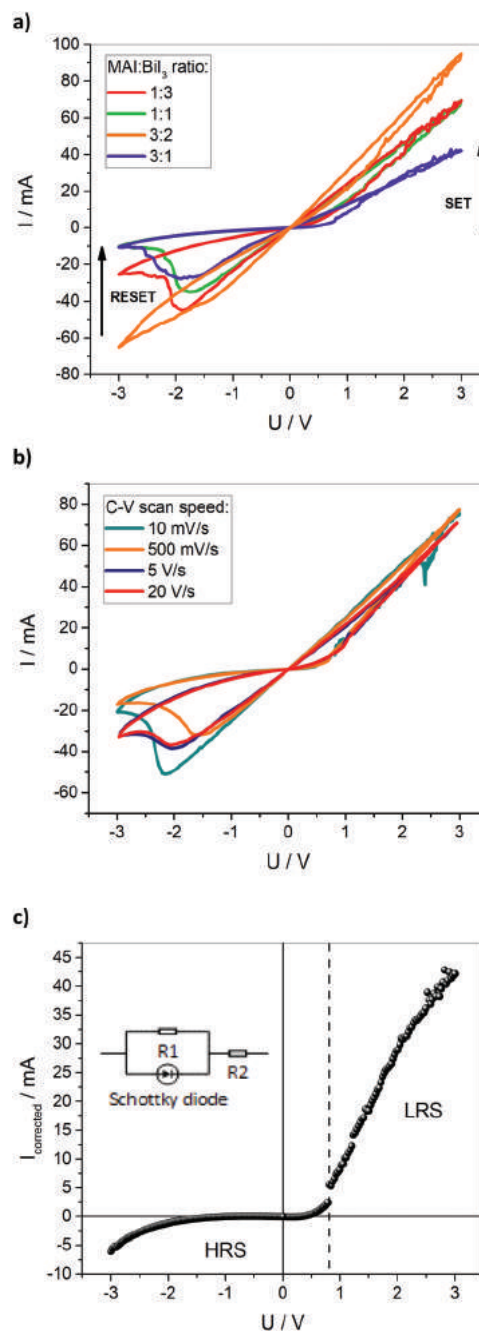 a)
100
80
60
40
20
0
-20
-40
-60
-80
I / mA
MAI:BiI₃ ratio:
1:3
1:1
3:2
3:1
SET
RESET
-3 -2 -1 0 1 2 3
U / V
b)
80
60
40
20
0
-20
-40
-60
I / mA
C-V scan speed:
10 mV/s
500 mV/s
5 V/s
20 V/s
-3 -2 -1 0 1 2 3
U / V
c)
45
40
35
30
25
20
15
10
5
0
-5
-10
I corrected / mA
R1
R2
Schottky diode
LRS
HRS
-3 -2 -1 0 1 2 3
U / V